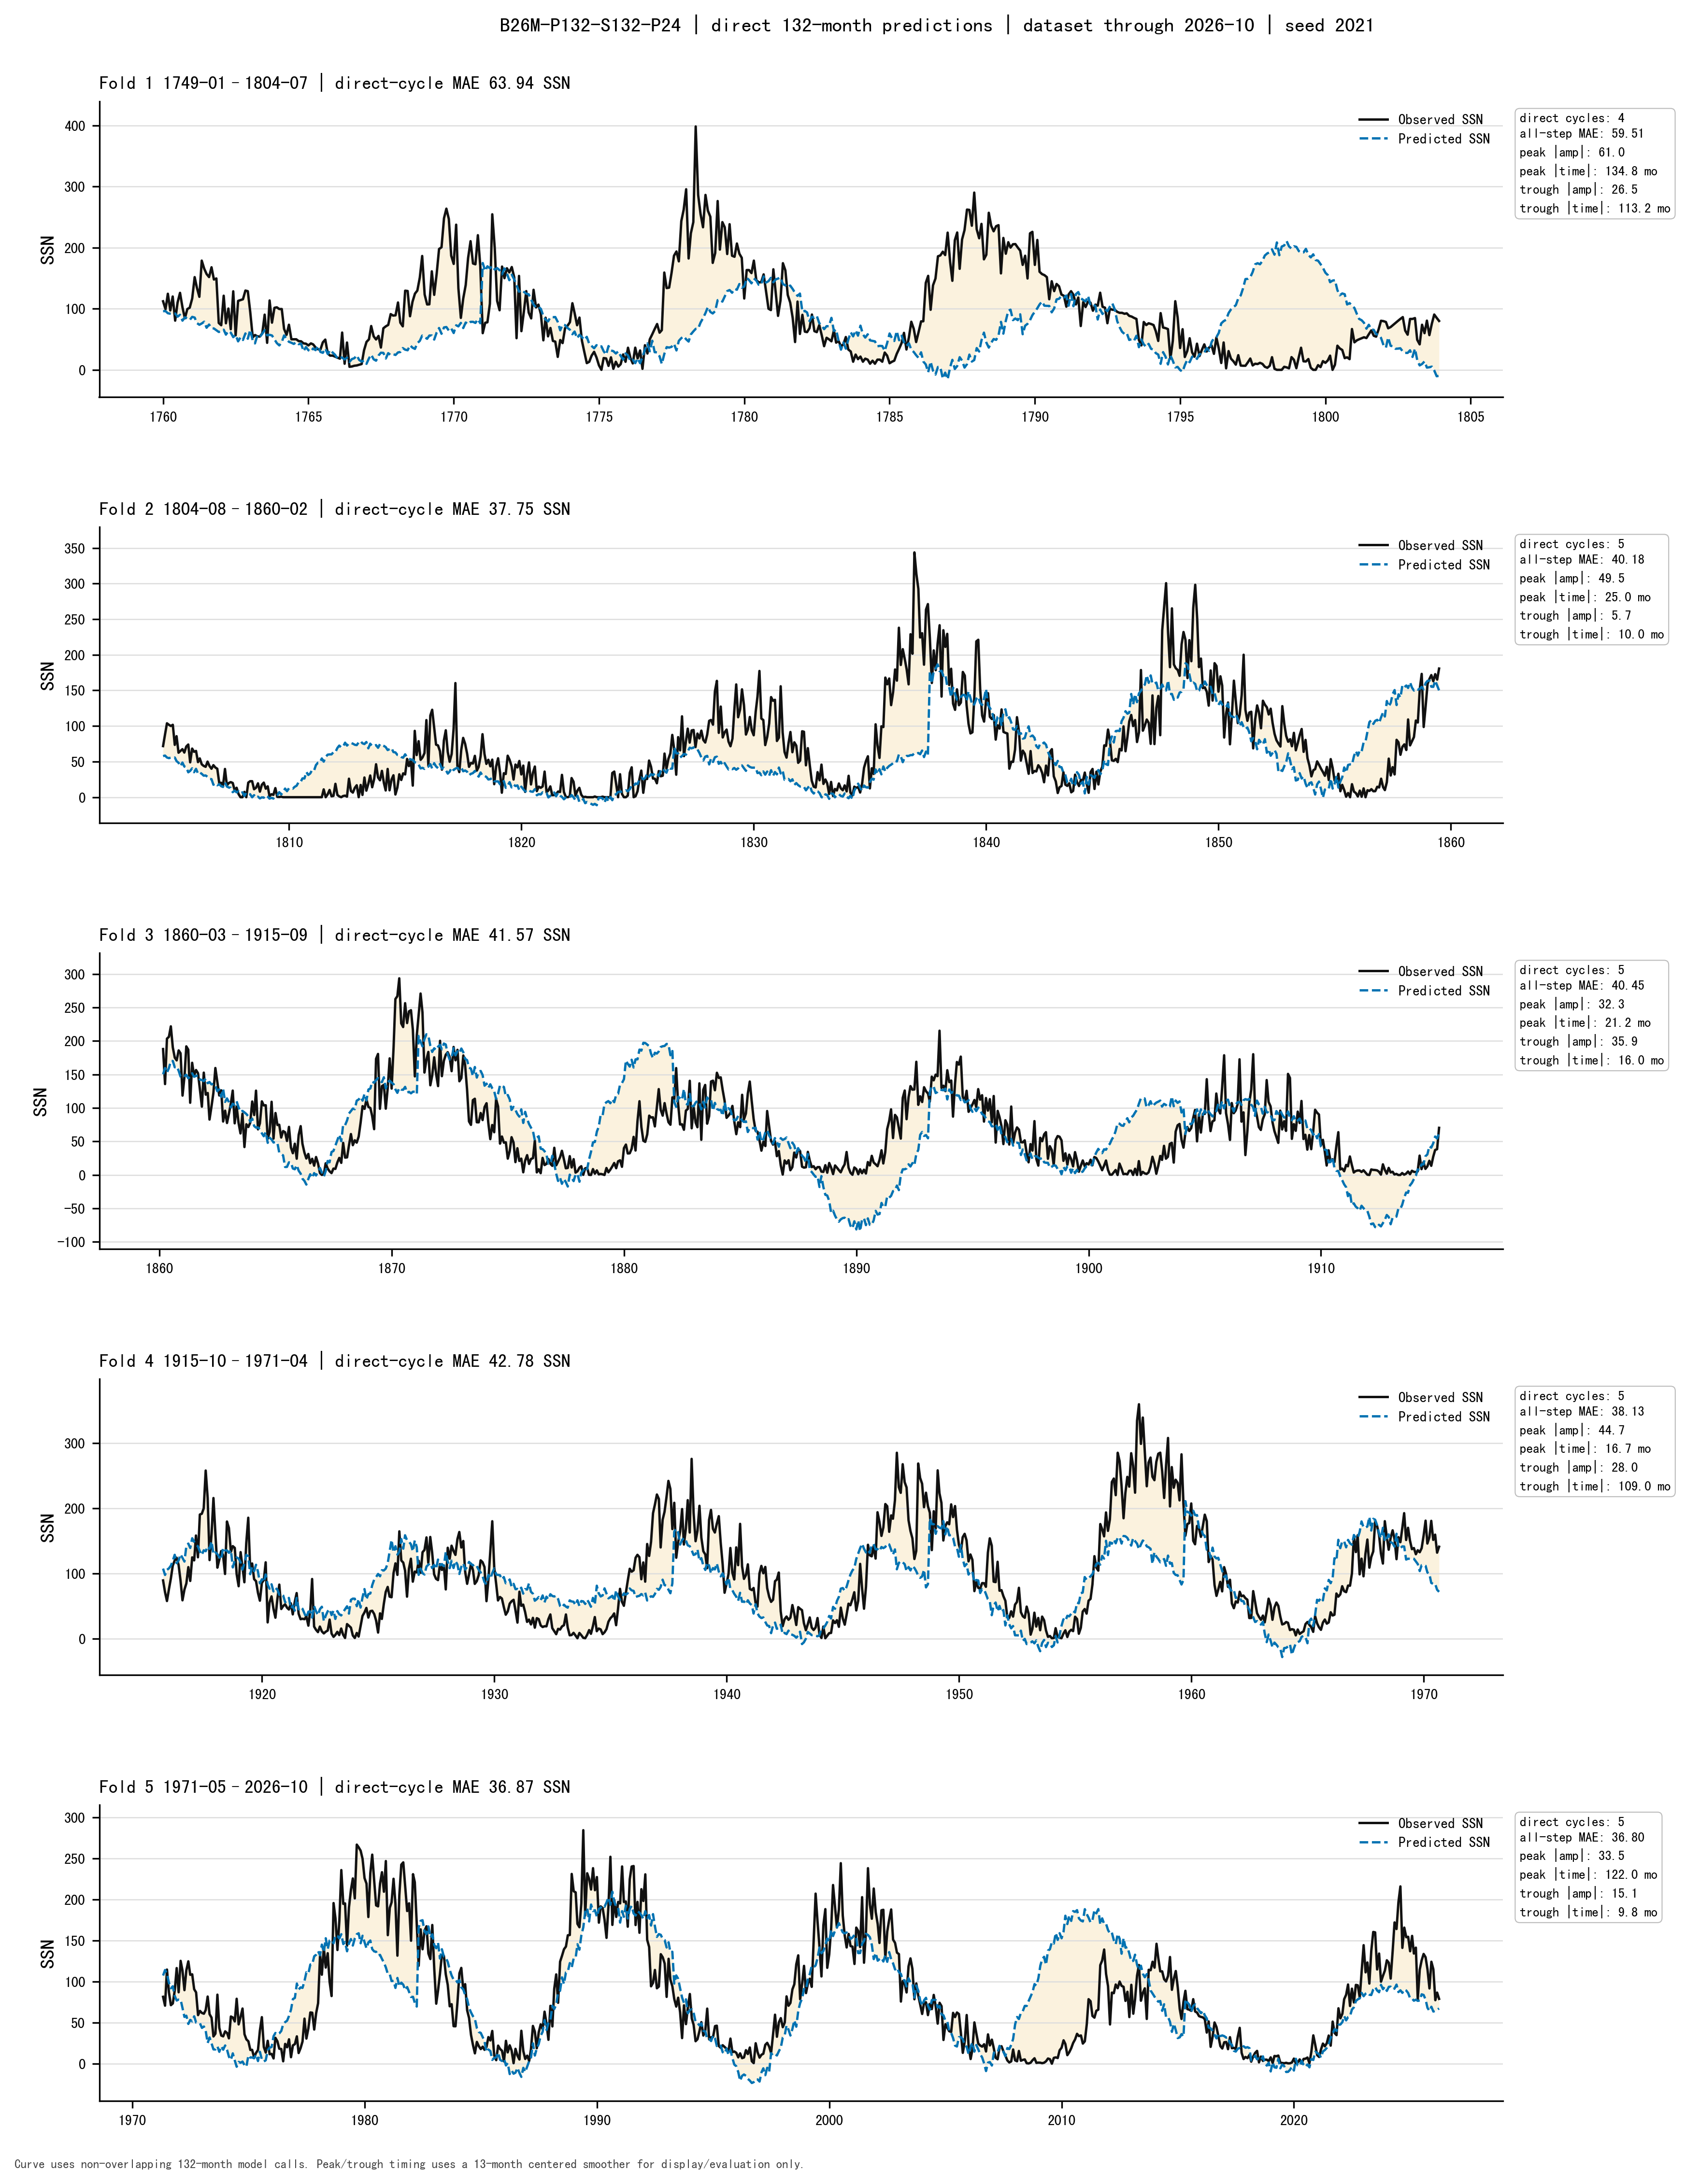 B26M-P132-S132-P24 | direct 132-month predictions | dataset through 2026-10 | seed 2021
Fold 1 1749-01 – 1804-07 | direct-cycle MAE 63.94 SSN
Observed SSN
Predicted SSN
direct cycles: 4
all-step MAE: 59.51
peak |amp|: 61.0
peak |time|: 134.8 mo
trough |amp|: 26.5
trough |time|: 113.2 mo
SSN
400
300
200
100
0
1760 1765 1770 1775 1780 1785 1790 1795 1800 1805
Fold 2 1804-08 – 1860-02 | direct-cycle MAE 37.75 SSN
Observed SSN
Predicted SSN
direct cycles: 5
all-step MAE: 40.18
peak |amp|: 49.5
peak |time|: 25.0 mo
trough |amp|: 5.7
trough |time|: 10.0 mo
SSN
350
300
250
200
150
100
50
0
1810 1820 1830 1840 1850 1860
Fold 3 1860-03 – 1915-09 | direct-cycle MAE 41.57 SSN
Observed SSN
Predicted SSN
direct cycles: 5
all-step MAE: 40.45
peak |amp|: 32.3
peak |time|: 21.2 mo
trough |amp|: 35.9
trough |time|: 16.0 mo
SSN
300
250
200
150
100
50
0
−50
−100
1860 1870 1880 1890 1900 1910
Fold 4 1915-10 – 1971-04 | direct-cycle MAE 42.78 SSN
Observed SSN
Predicted SSN
direct cycles: 5
all-step MAE: 38.13
peak |amp|: 44.7
peak |time|: 16.7 mo
trough |amp|: 28.0
trough |time|: 109.0 mo
SSN
300
200
100
0
1920 1930 1940 1950 1960 1970
Fold 5 1971-05 – 2026-10 | direct-cycle MAE 36.87 SSN
Observed SSN
Predicted SSN
direct cycles: 5
all-step MAE: 36.80
peak |amp|: 33.5
peak |time|: 122.0 mo
trough |amp|: 15.1
trough |time|: 9.8 mo
SSN
300
250
200
150
100
50
0
1970 1980 1990 2000 2010 2020
Curve uses non-overlapping 132-month model calls. Peak/trough timing uses a 13-month centered smoother for display/evaluation only.